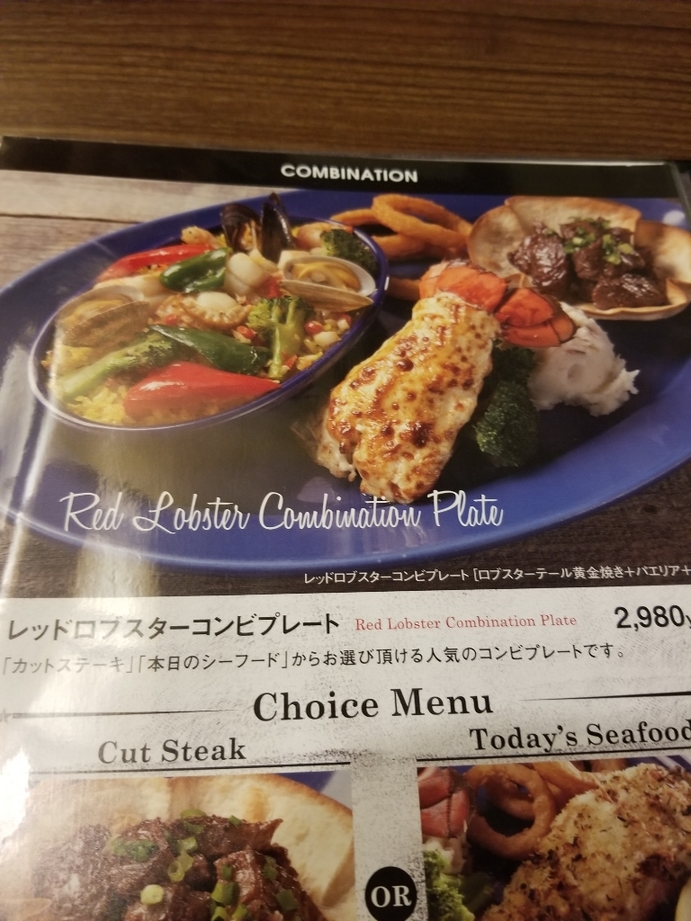 COMBINATION
Red Lobster Combination Plate
レッドロブスターコンビプレート [ロブスターテール黄金焼き+パエリア+
レッドロブスターコンビプレート Red Lobster Combination Plate 2,980y
「カットステーキ」「本日のシーフード」からお選び頂ける人気のコンビプレートです。
Choice Menu
Cut Steak
Today's Seafood
OR